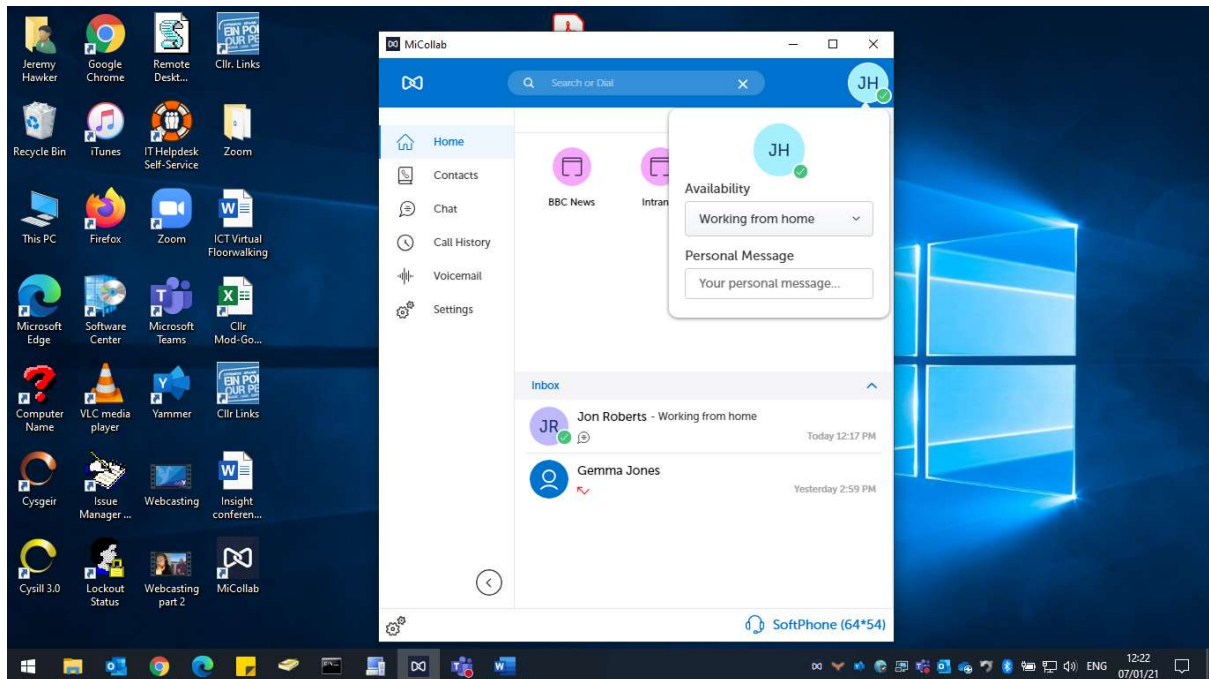 Jeremy
Hawker
Google
Chrome
Remote
Deskt...
Cllr. Links
Recycle Bin
iTunes
IT Helpdesk
Self-Service
Zoom
This PC
Firefox
Zoom
ICT Virtual
Floorwalking
Microsoft
Edge
Software
Center
Microsoft
Teams
Cllr
Mod-Go...
Computer
Name
VLC media
player
Yammer
Cllr Links
Cysgeir
Issue
Manager ...
Webcasting
Insight
conferen...
Cysill 3.0
Lockout
Status
Webcasting
part 2
MiCollab
MiCollab
Search or Dial
JH
Home
Contacts
Chat
Call History
Voicemail
Settings
BBC News
Intran
JH
Availability
Working from home
Personal Message
Your personal message...
Inbox
JR
Jon Roberts - Working from home
Today 12:17 PM
Gemma Jones
Yesterday 2:59 PM
SoftPhone (64*54)
ENG
12:22
07/01/21